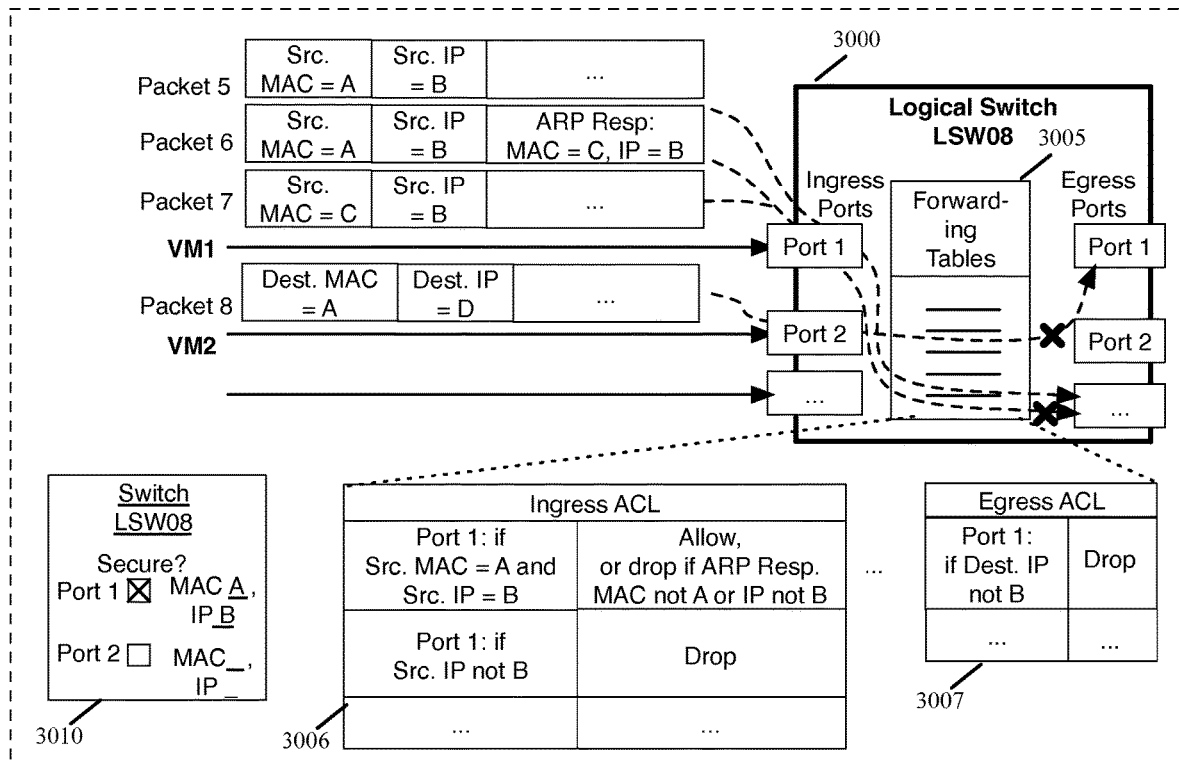 3000
Src.
MAC = A
Src. IP
= B
...
Packet 5
Src.
MAC = A
Src. IP
= B
ARP Resp:
MAC = C, IP = B
Packet 6
Src.
MAC = C
Src. IP
= B
...
Packet 7
VM1
Dest. MAC
= A
Dest. IP
= D
...
Packet 8
VM2
Logical Switch
LSW08
3005
Ingress
Ports
Forward-
ing
Tables
Egress
Ports
Port 1
Port 1
Port 2
Port 2
...
...
Switch
LSW08
Secure?
Port 1 MAC A ,
IP B
Port 2 MAC_ ,
IP _
3010
Ingress ACL
Port 1: if
Src. MAC = A and
Src. IP = B
Allow,
or drop if ARP Resp.
MAC not A or IP not B
Port 1: if
Src. IP not B
Drop
...
...
3006
...
Egress ACL
Port 1:
if Dest. IP
not B
Drop
...
...
3007